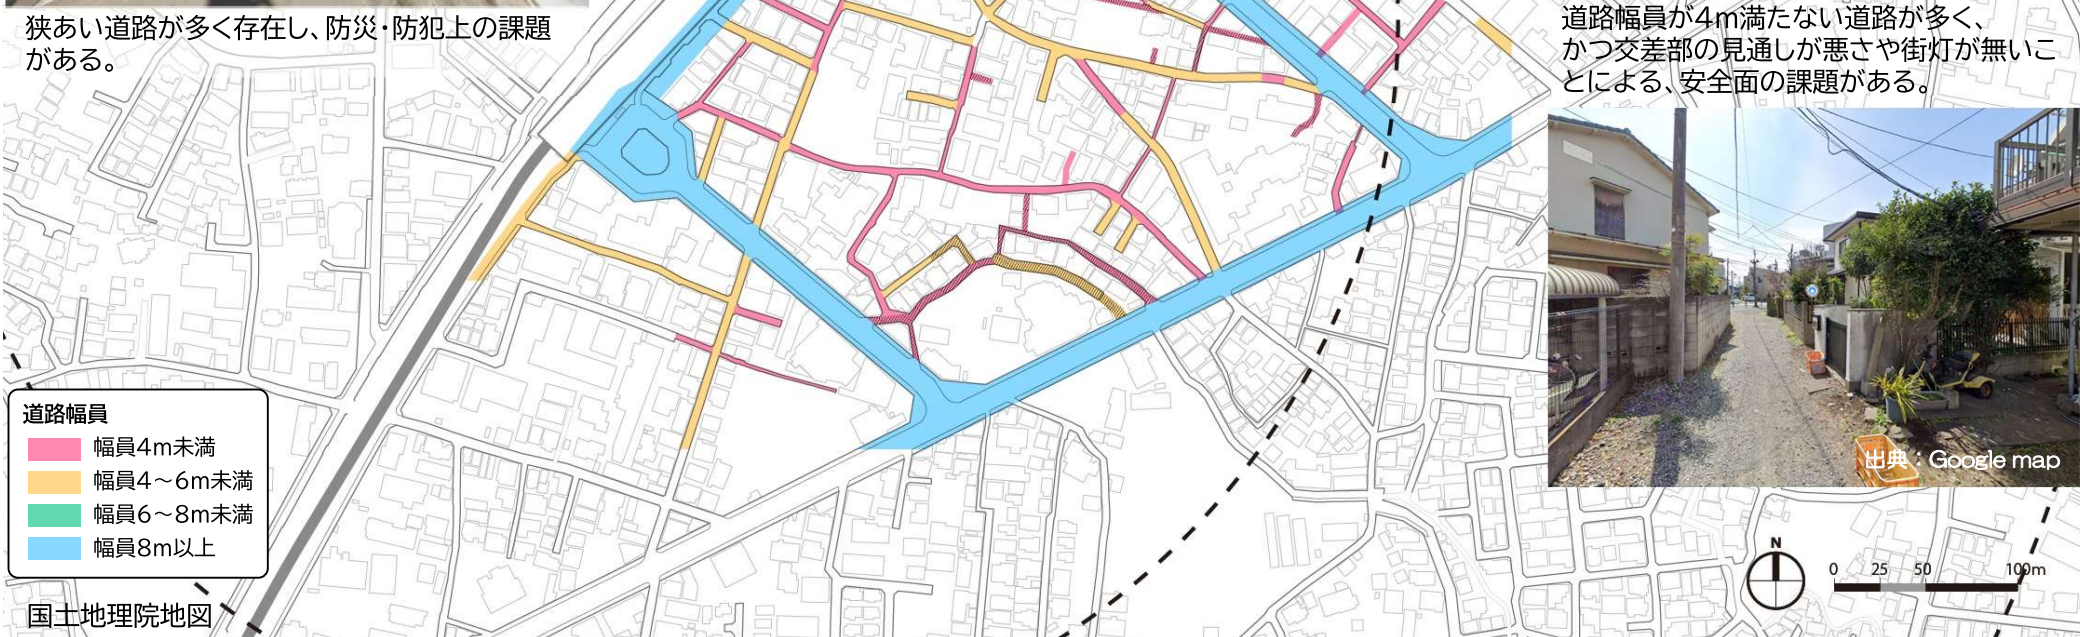 狭あい道路が多く存在し、防災・防犯上の課題
がある。
道路幅員が4m満たない道路が多く、
かつ交差部の見通しが悪さや街灯が無いこ
とによる、安全面の課題がある。
出典：Google map
道路幅員
幅員4m未満
幅員4～6m未満
幅員6～8m未満
幅員8m以上
国土地理院地図
N
0 25 50 100m